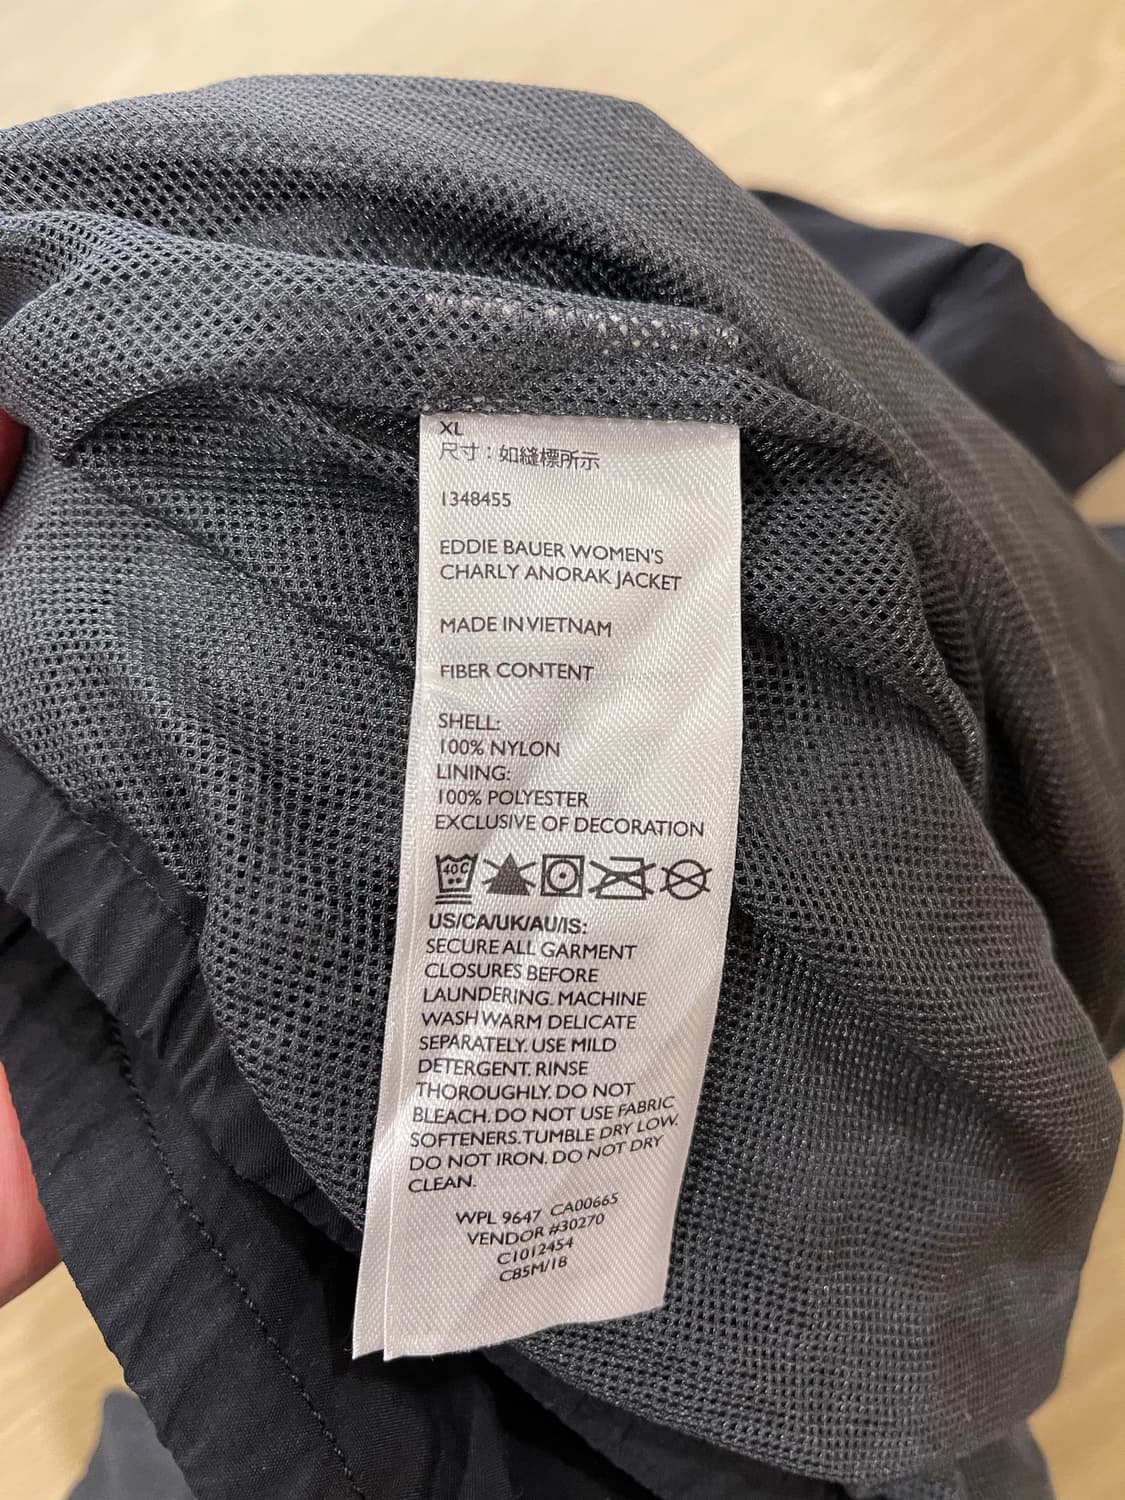 XL
尺寸：如縫標所示
1348455
EDDIE BAUER WOMEN'S
CHARLY ANORAK JACKET
MADE IN VIETNAM
FIBER CONTENT
SHELL:
100% NYLON
LINING:
100% POLYESTER
EXCLUSIVE OF DECORATION
40C
US/CA/UK/AU/IS:
SECURE ALL GARMENT
CLOSURES BEFORE
LAUNDERING. MACHINE
WASH WARM DELICATE
SEPARATELY. USE MILD
DETERGENT. RINSE
THOROUGHLY. DO NOT
BLEACH. DO NOT USE FABRIC
SOFTENERS. TUMBLE DRY LOW.
DO NOT IRON. DO NOT DRY
CLEAN.
WPL 9647 CA00665
VENDOR #30270
C1012454
CB5M/1B